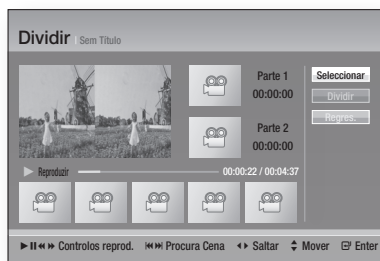 Dividir | Sem Título
Parte 1
00:00:00
Parte 2
00:00:00
Seleccionar
Dividir
Regres.
Reproduzir
00:00:22 / 00:04:37
Controlos reprod. Procura Cena Saltar Mover Enter